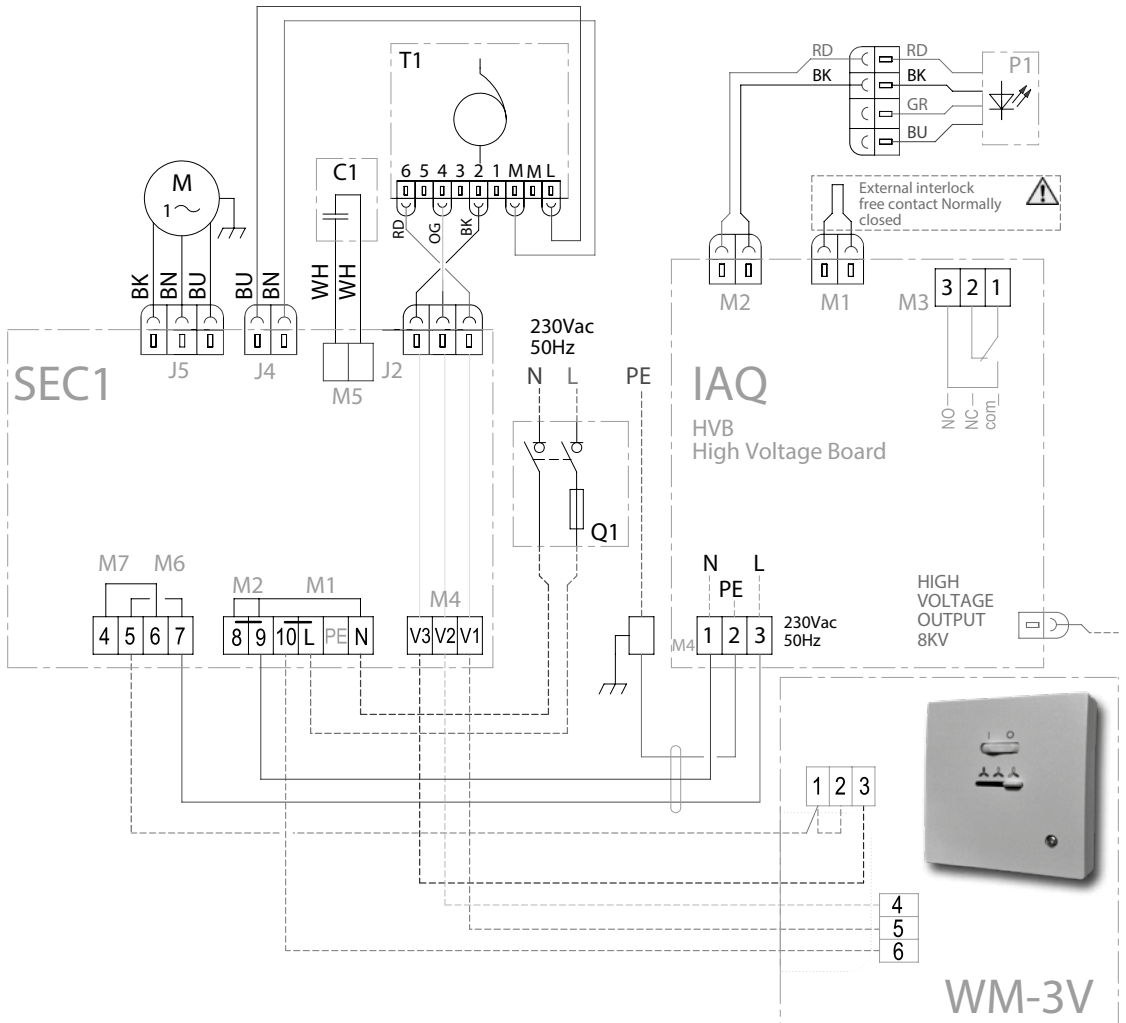 T1
6 5 4 3 2 1 M M L
RD OG BK
C1
WH WH
M
1~
BK BN BU
BU BN
J5
J4
M5
J2
SEC1
230Vac
50Hz
N L PE
Q1
RD RD
BK BK
GR
BU
P1
External interlock
free contact Normally
closed
M2
M1
M3
3 2 1
NO NC com
IAQ
HVB
High Voltage Board
M7 M6
4 5 6 7
M2 M1
8 9 10 L PE N
M4
V3 V2 V1
N PE L
M4
1 2 3
230Vac
50Hz
HIGH
VOLTAGE
OUTPUT
8KV
I O
1 2 3
4
5
6
WM-3V